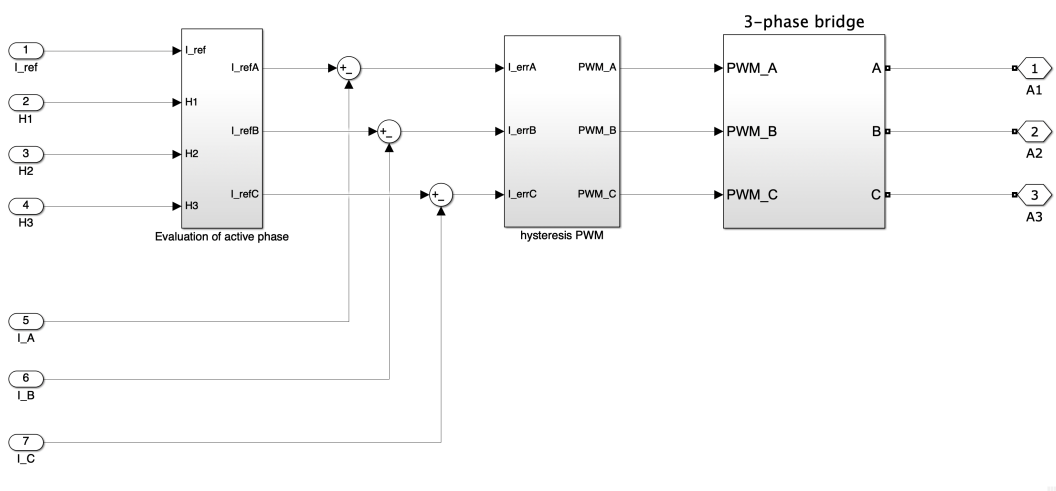 3-phase bridge
1
I_ref
2
H1
3
H2
4
H3
I_ref
H1
H2
H3
I_refA
I_refB
I_refC
Evaluation of active phase
+
−
+
−
+
−
I_errA
I_errB
I_errC
PWM_A
PWM_B
PWM_C
hysteresis PWM
PWM_A
PWM_B
PWM_C
A
B
C
1
A1
2
A2
3
A3
5
I_A
6
I_B
7
I_C